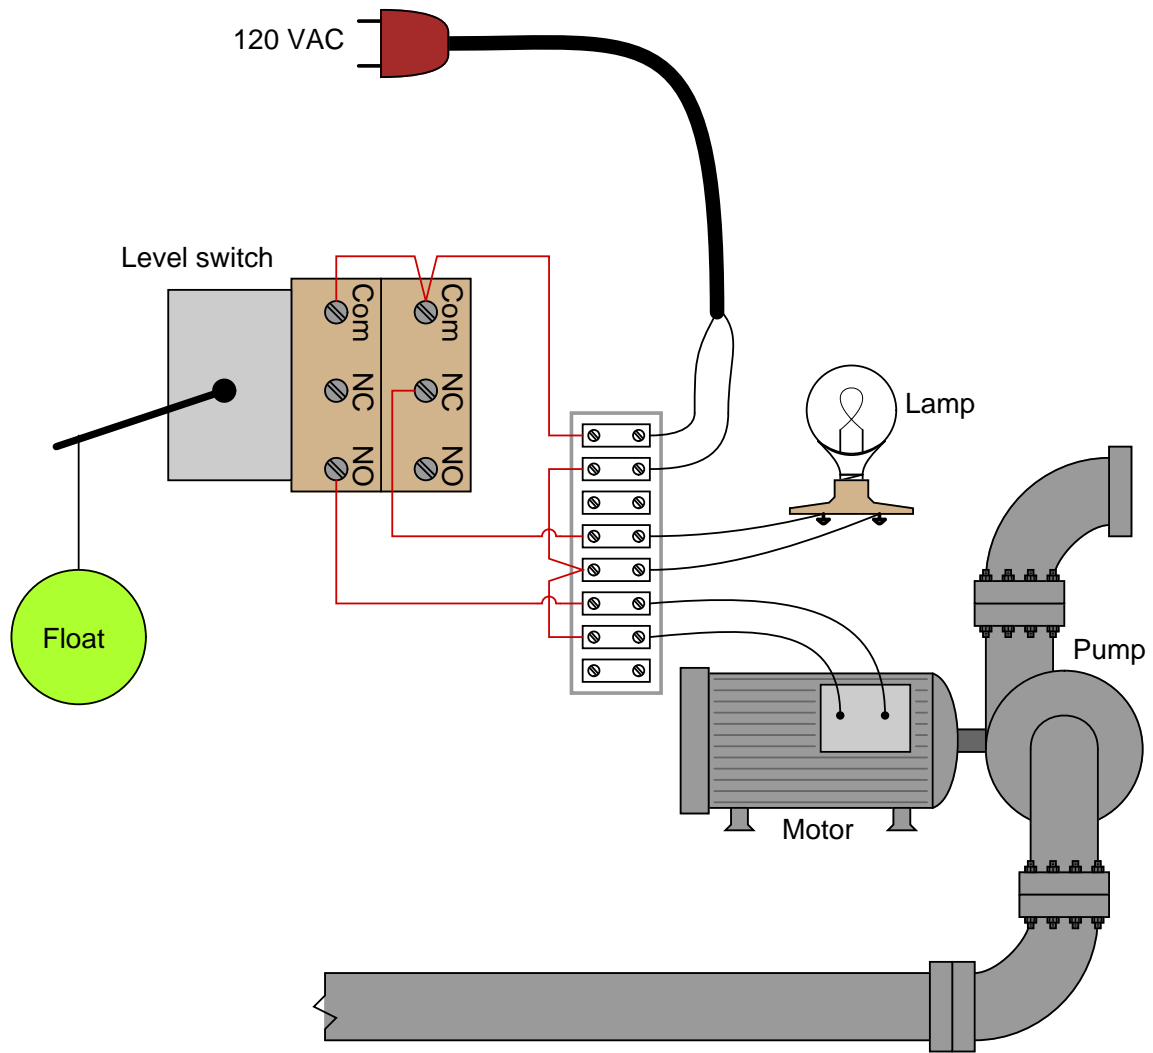 120 VAC
Level switch
Com
Com
NC
NC
NO
NO
Lamp
Float
Pump
Motor